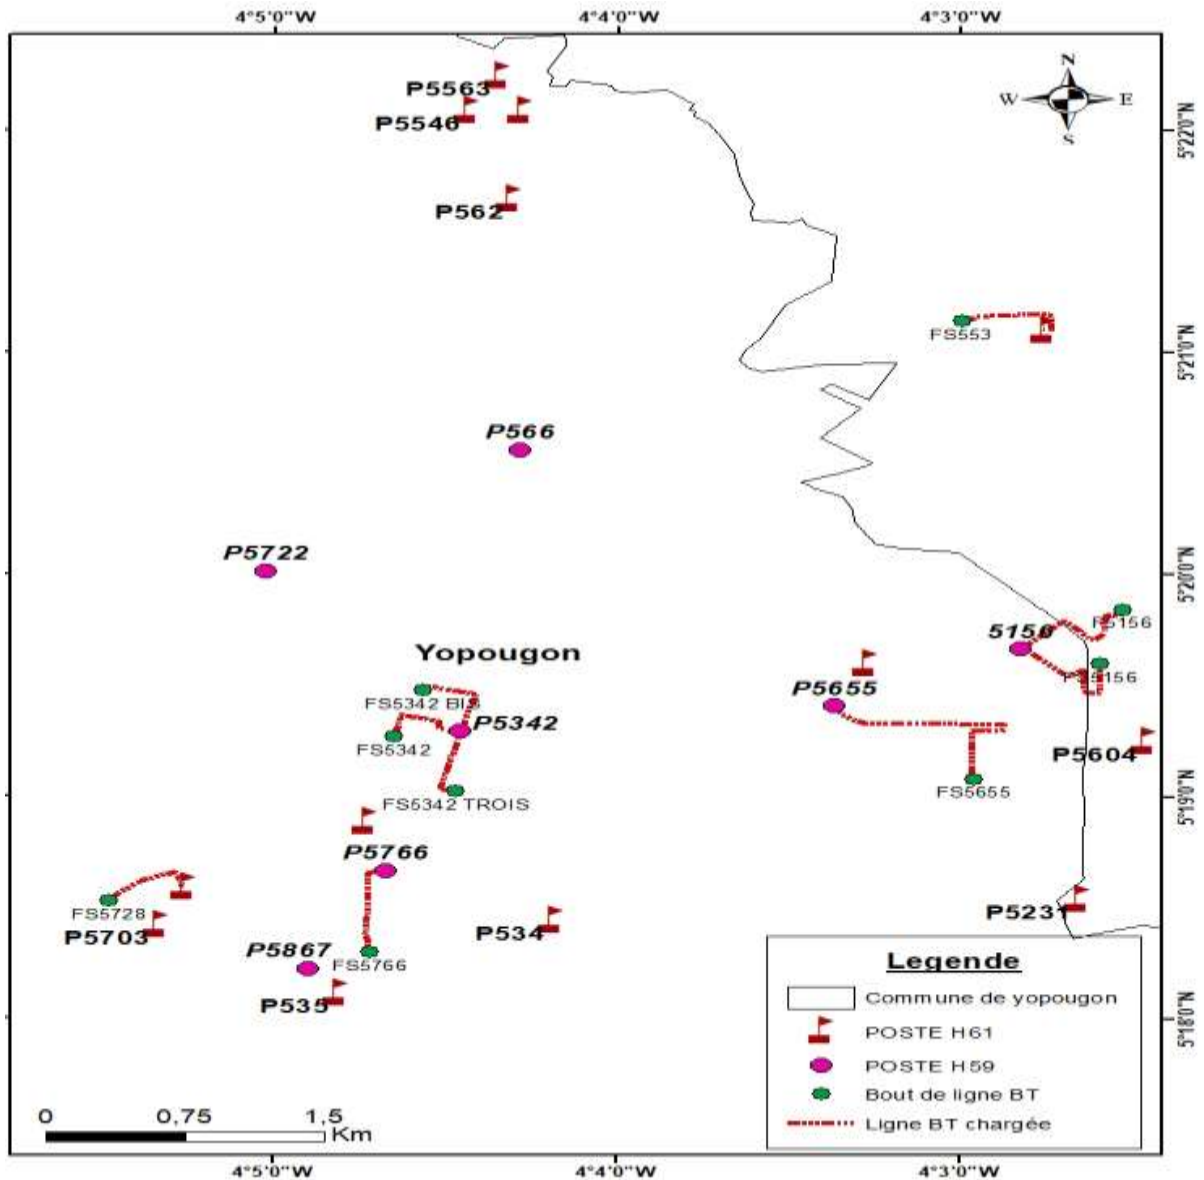 4°5'0"W 4°4'0"W 4°3'0"W
N
W E
S
P5563
P5546
5°22'0"N
P562
FS553
5°21'0"N
P566
P5722
5°20'0"N
FS156
5156
Yopougon
P5655
FS5342 BIS
P5342
FS5342
P5604
FS5342 TROIS
FS5655
5°19'0"N
P5766
FS5728
P5703
P534
P5231
P5867
FS5766
P535
5°18'0"N
Legende
Commune de yopougon
POSTE H61
POSTE H59
Bout de ligne BT
Ligne BT chargée
0 0,75 1,5
Km
4°5'0"W 4°4'0"W 4°3'0"W